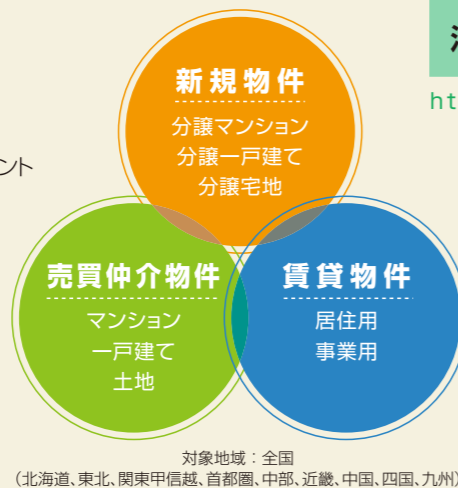 新規物件
分譲マンション
分譲一戸建て
分譲宅地
ht
ント
売買仲介物件
マンション
一戸建て
土地
賃貸物件
居住用
事業用
対象地域：全国
（北海道、東北、関東甲信越、首都圏、中部、近畿、中国、四国、九州）